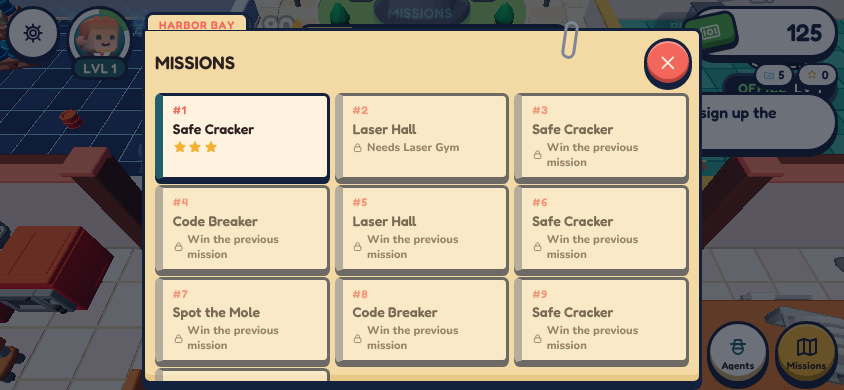 HARBOR BAY
MISSIONS
MISSIONS
LVL 1
125
5
0
sign up the
#1
Safe Cracker
#2
Laser Hall
Needs Laser Gym
#3
Safe Cracker
Win the previous
mission
#4
Code Breaker
Win the previous
mission
#5
Laser Hall
Win the previous
mission
#6
Safe Cracker
Win the previous
mission
#7
Spot the Mole
Win the previous
mission
#8
Code Breaker
Win the previous
mission
#9
Safe Cracker
Win the previous
mission
Agents
Missions